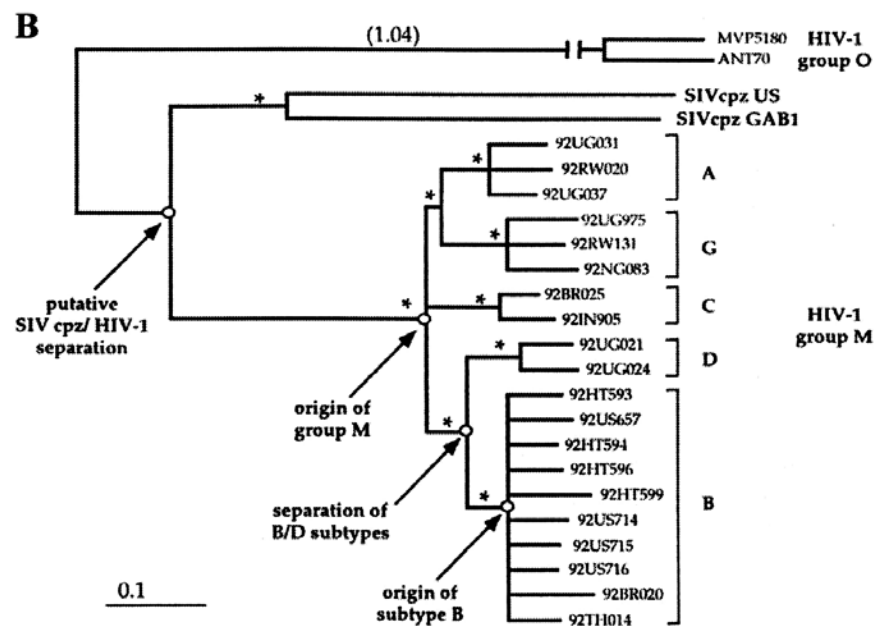 B
(1.04)
MVP5180
ANT70
HIV-1
group O
SIVcpz US
SIVcpz GAB1
*
92UG031
92RW020
92UG037
*
A
*
92UG975
92RW131
92NG083
*
G
putative
SIV cpz/ HIV-1
separation
*
92BR025
92IN905
*
C
HIV-1
group M
92UG021
92UG024
*
D
origin of
group M
*
92HT593
92US657
92HT594
92HT596
92HT599
92US714
92US715
92US716
92BR020
92TH014
*
B
separation of
B/D subtypes
origin of
subtype B
0.1